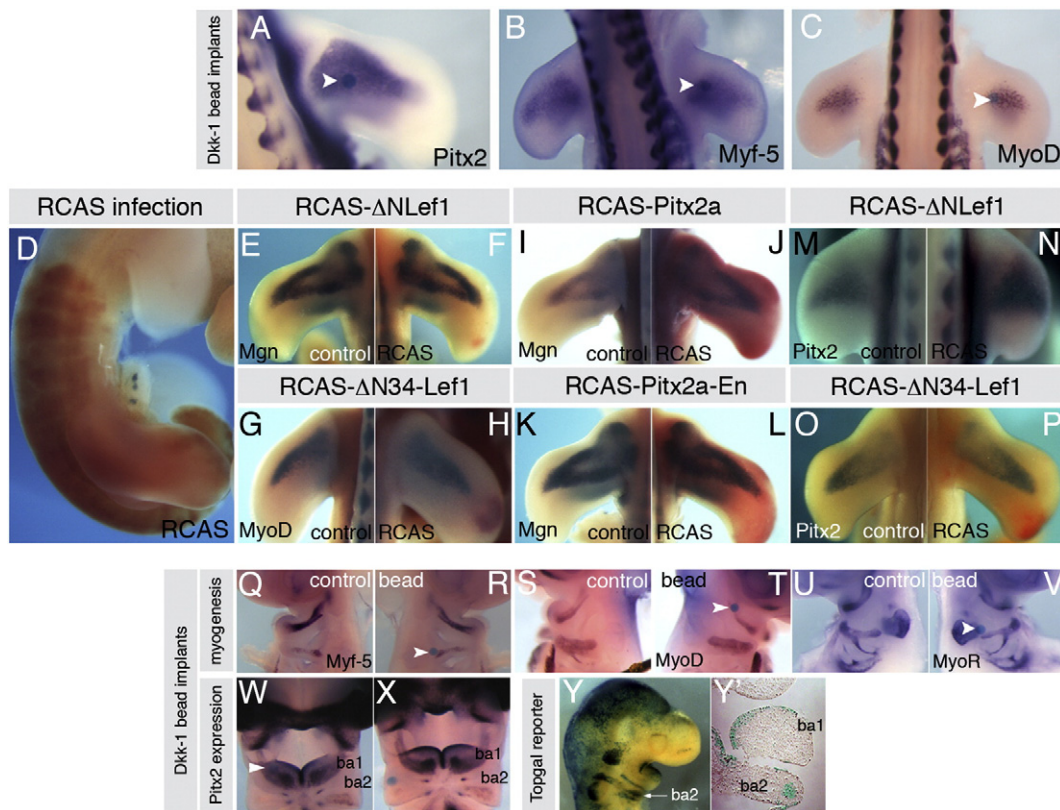 Dkk-1 bead implants
A
Pitx2
B
Myf-5
C
MyoD
RCAS infection
RCAS-ΔNLef1
RCAS-Pitx2a
RCAS-ΔNLef1
D
RCAS
E
F
Mgn
control
RCAS
I
J
Mgn
control
RCAS
M
N
Pitx2
control
RCAS
RCAS-ΔN34-Lef1
RCAS-Pitx2a-En
RCAS-ΔN34-Lef1
G
H
MyoD
control
RCAS
K
L
Mgn
control
RCAS
O
P
Pitx2
control
RCAS
Dkk-1 bead implants
myogenesis
Q
control
bead
R
Myf-5
S
control
bead
T
MyoD
U
control
bead
V
MyoR
Pitx2 expression
W
ba1
ba2
X
ba1
ba2
Topgal reporter
Y
ba2
Y'
ba1
ba2